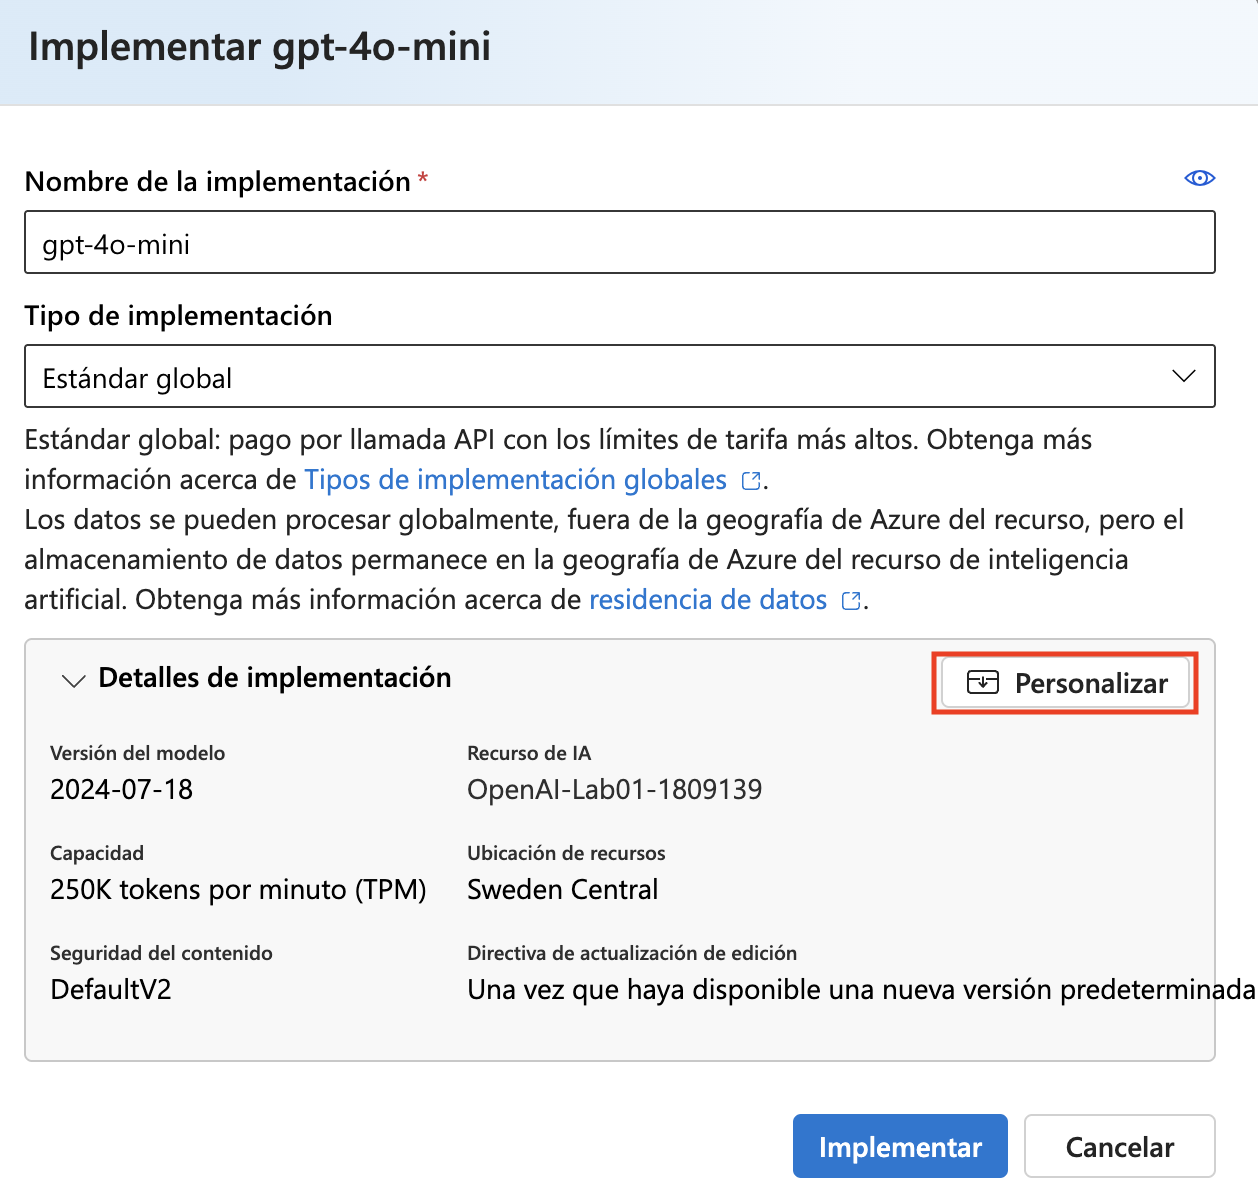 Implementar gpt-4o-mini
Nombre de la implementación *
gpt-4o-mini
Tipo de implementación
Estándar global
Estándar global: pago por llamada API con los límites de tarifa más altos. Obtenga más
información acerca de Tipos de implementación globales .
Los datos se pueden procesar globalmente, fuera de la geografía de Azure del recurso, pero el
almacenamiento de datos permanece en la geografía de Azure del recurso de inteligencia
artificial. Obtenga más información acerca de residencia de datos .
Detalles de implementación
Personalizar
Versión del modelo
2024-07-18
Recurso de IA
OpenAI-Lab01-1809139
Capacidad
250K tokens por minuto (TPM)
Ubicación de recursos
Sweden Central
Seguridad del contenido
DefaultV2
Directiva de actualización de edición
Una vez que haya disponible una nueva versión predeterminada
Implementar
Cancelar